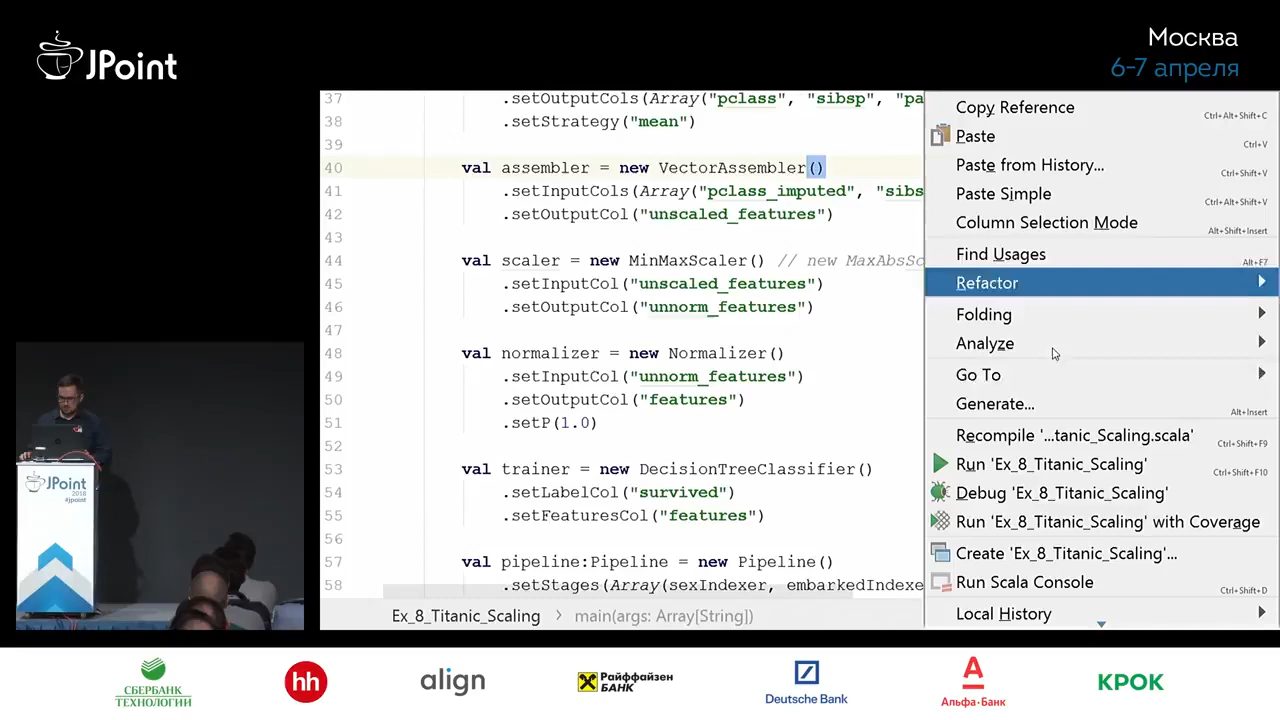 JPoint
Москва
6-7 апреля
37 .setOutputCols(Array("pclass", "sibsp", "pa
38 .setStrategy("mean")
39
40 val assembler = new VectorAssembler()
41 .setInputCols(Array("pclass_imputed", "sibs
42 .setOutputCol("unscaled_features")
43
44 val scaler = new MinMaxScaler() // new MaxAbsSc
45 .setInputCol("unscaled_features")
46 .setOutputCol("unnorm_features")
47
48 val normalizer = new Normalizer()
49 .setInputCol("unnorm_features")
50 .setOutputCol("features")
51 .setP(1.0)
52
53 val trainer = new DecisionTreeClassifier()
54 .setLabelCol("survived")
55 .setFeaturesCol("features")
56
57 val pipeline:Pipeline = new Pipeline()
58 .setStages(Array(sexIndexer, embarkedIndexe
Ex_8_Titanic_Scaling > main(args: Array[String])
Copy Reference Ctrl+Alt+Shift+C
Paste Ctrl+V
Paste from History... Ctrl+Shift+V
Paste Simple Ctrl+Alt+Shift+V
Column Selection Mode Alt+Shift+Insert
Find Usages Alt+F7
Refactor
Folding
Analyze
Go To
Generate... Alt+Insert
Recompile '...tanic_Scaling.scala' Ctrl+Shift+F9
Run 'Ex_8_Titanic_Scaling' Ctrl+Shift+F10
Debug 'Ex_8_Titanic_Scaling'
Run 'Ex_8_Titanic_Scaling' with Coverage
Create 'Ex_8_Titanic_Scaling'...
Run Scala Console Ctrl+Shift+D
Local History
JPoint
2018
#jpoint
СБЕРБАНК
ТЕХНОЛОГИИ
hh
align
Райффайзен
БАНК
Deutsche Bank
А
Альфа·Банк
КРОК